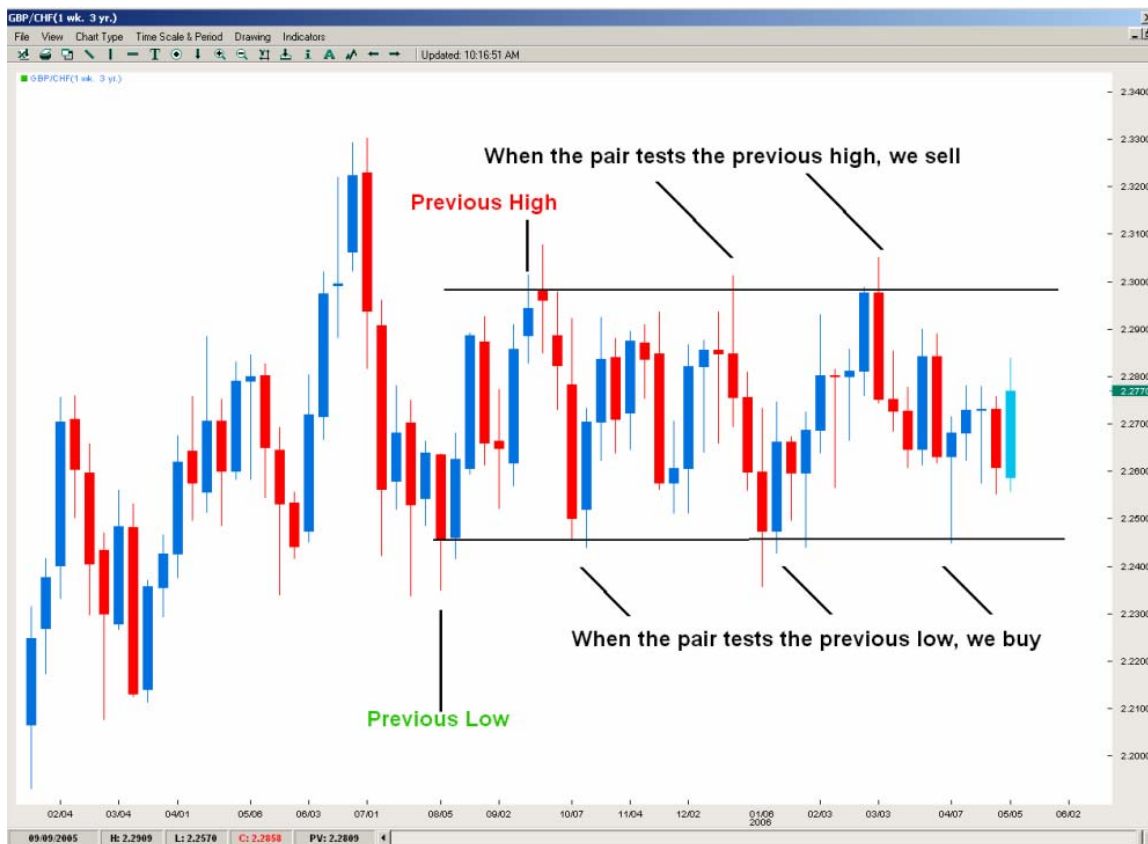 GBP/CHF(1 wk. 3 yr.)
File View Chart Type Time Scale & Period Drawing Indicators
T A Updated: 10:16:51 AM
GBP/CHF(1 wk. 3 yr.)
2.3400
2.3300
When the pair tests the previous high, we sell
2.3200
Previous High
2.3100
2.3000
2.2900
2.2800
2.2770
2.2700
2.2600
2.2500
2.2400
2.2300
When the pair tests the previous low, we buy
2.2200
2.2100
Previous Low
2.2000
02/04 03/04 04/01 05/06 06/03 07/01 08/05 09/02 10/07 11/04 12/02 01/06 02/03 03/03 04/07 05/05 06/02
2006
09/09/2005 H: 2.2909 L: 2.2570 C: 2.2858 PV: 2.2809